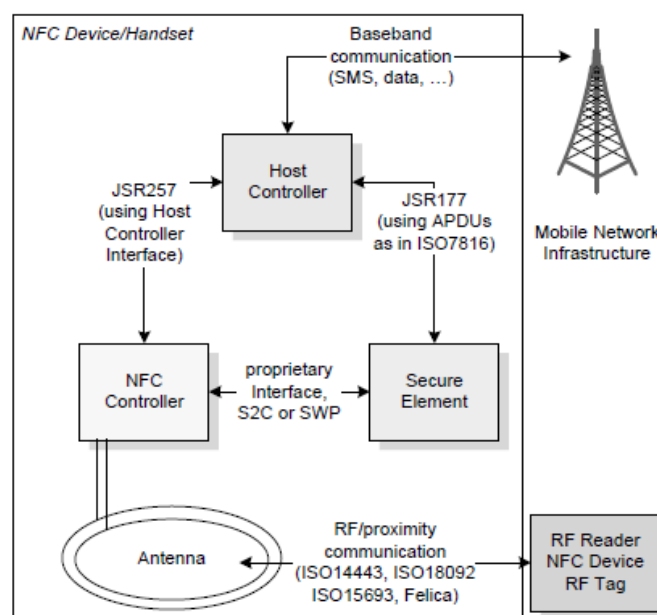 NFC Device/Handset
Baseband
communication
(SMS, data, ...)
Host
Controller
JSR257
(using Host
Controller
Interface)
JSR177
(using APDUs
as in ISO7816)
Mobile Network
Infrastructure
NFC
Controller
proprietary
Interface,
S2C or SWP
Secure
Element
Antenna
RF/proximity
communication
(ISO14443, ISO18092
ISO15693, Felica)
RF Reader
NFC Device
RF Tag